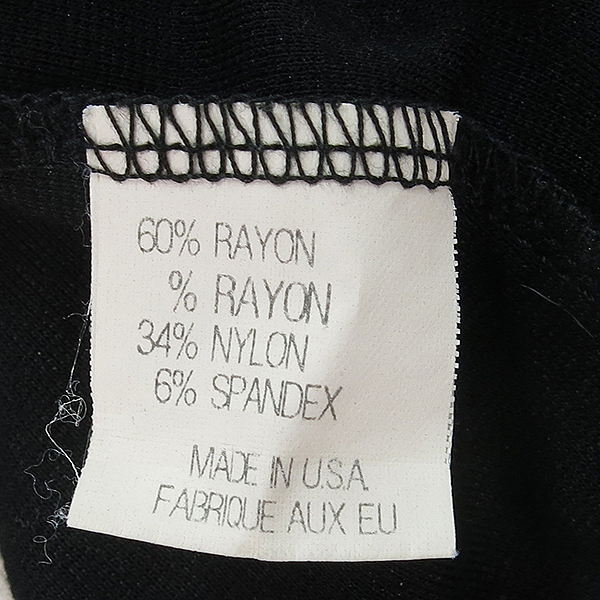 60% RAYON
% RAYON
34% NYLON
6% SPANDEX
MADE IN U.S.A.
FABRIQUE AUX EU